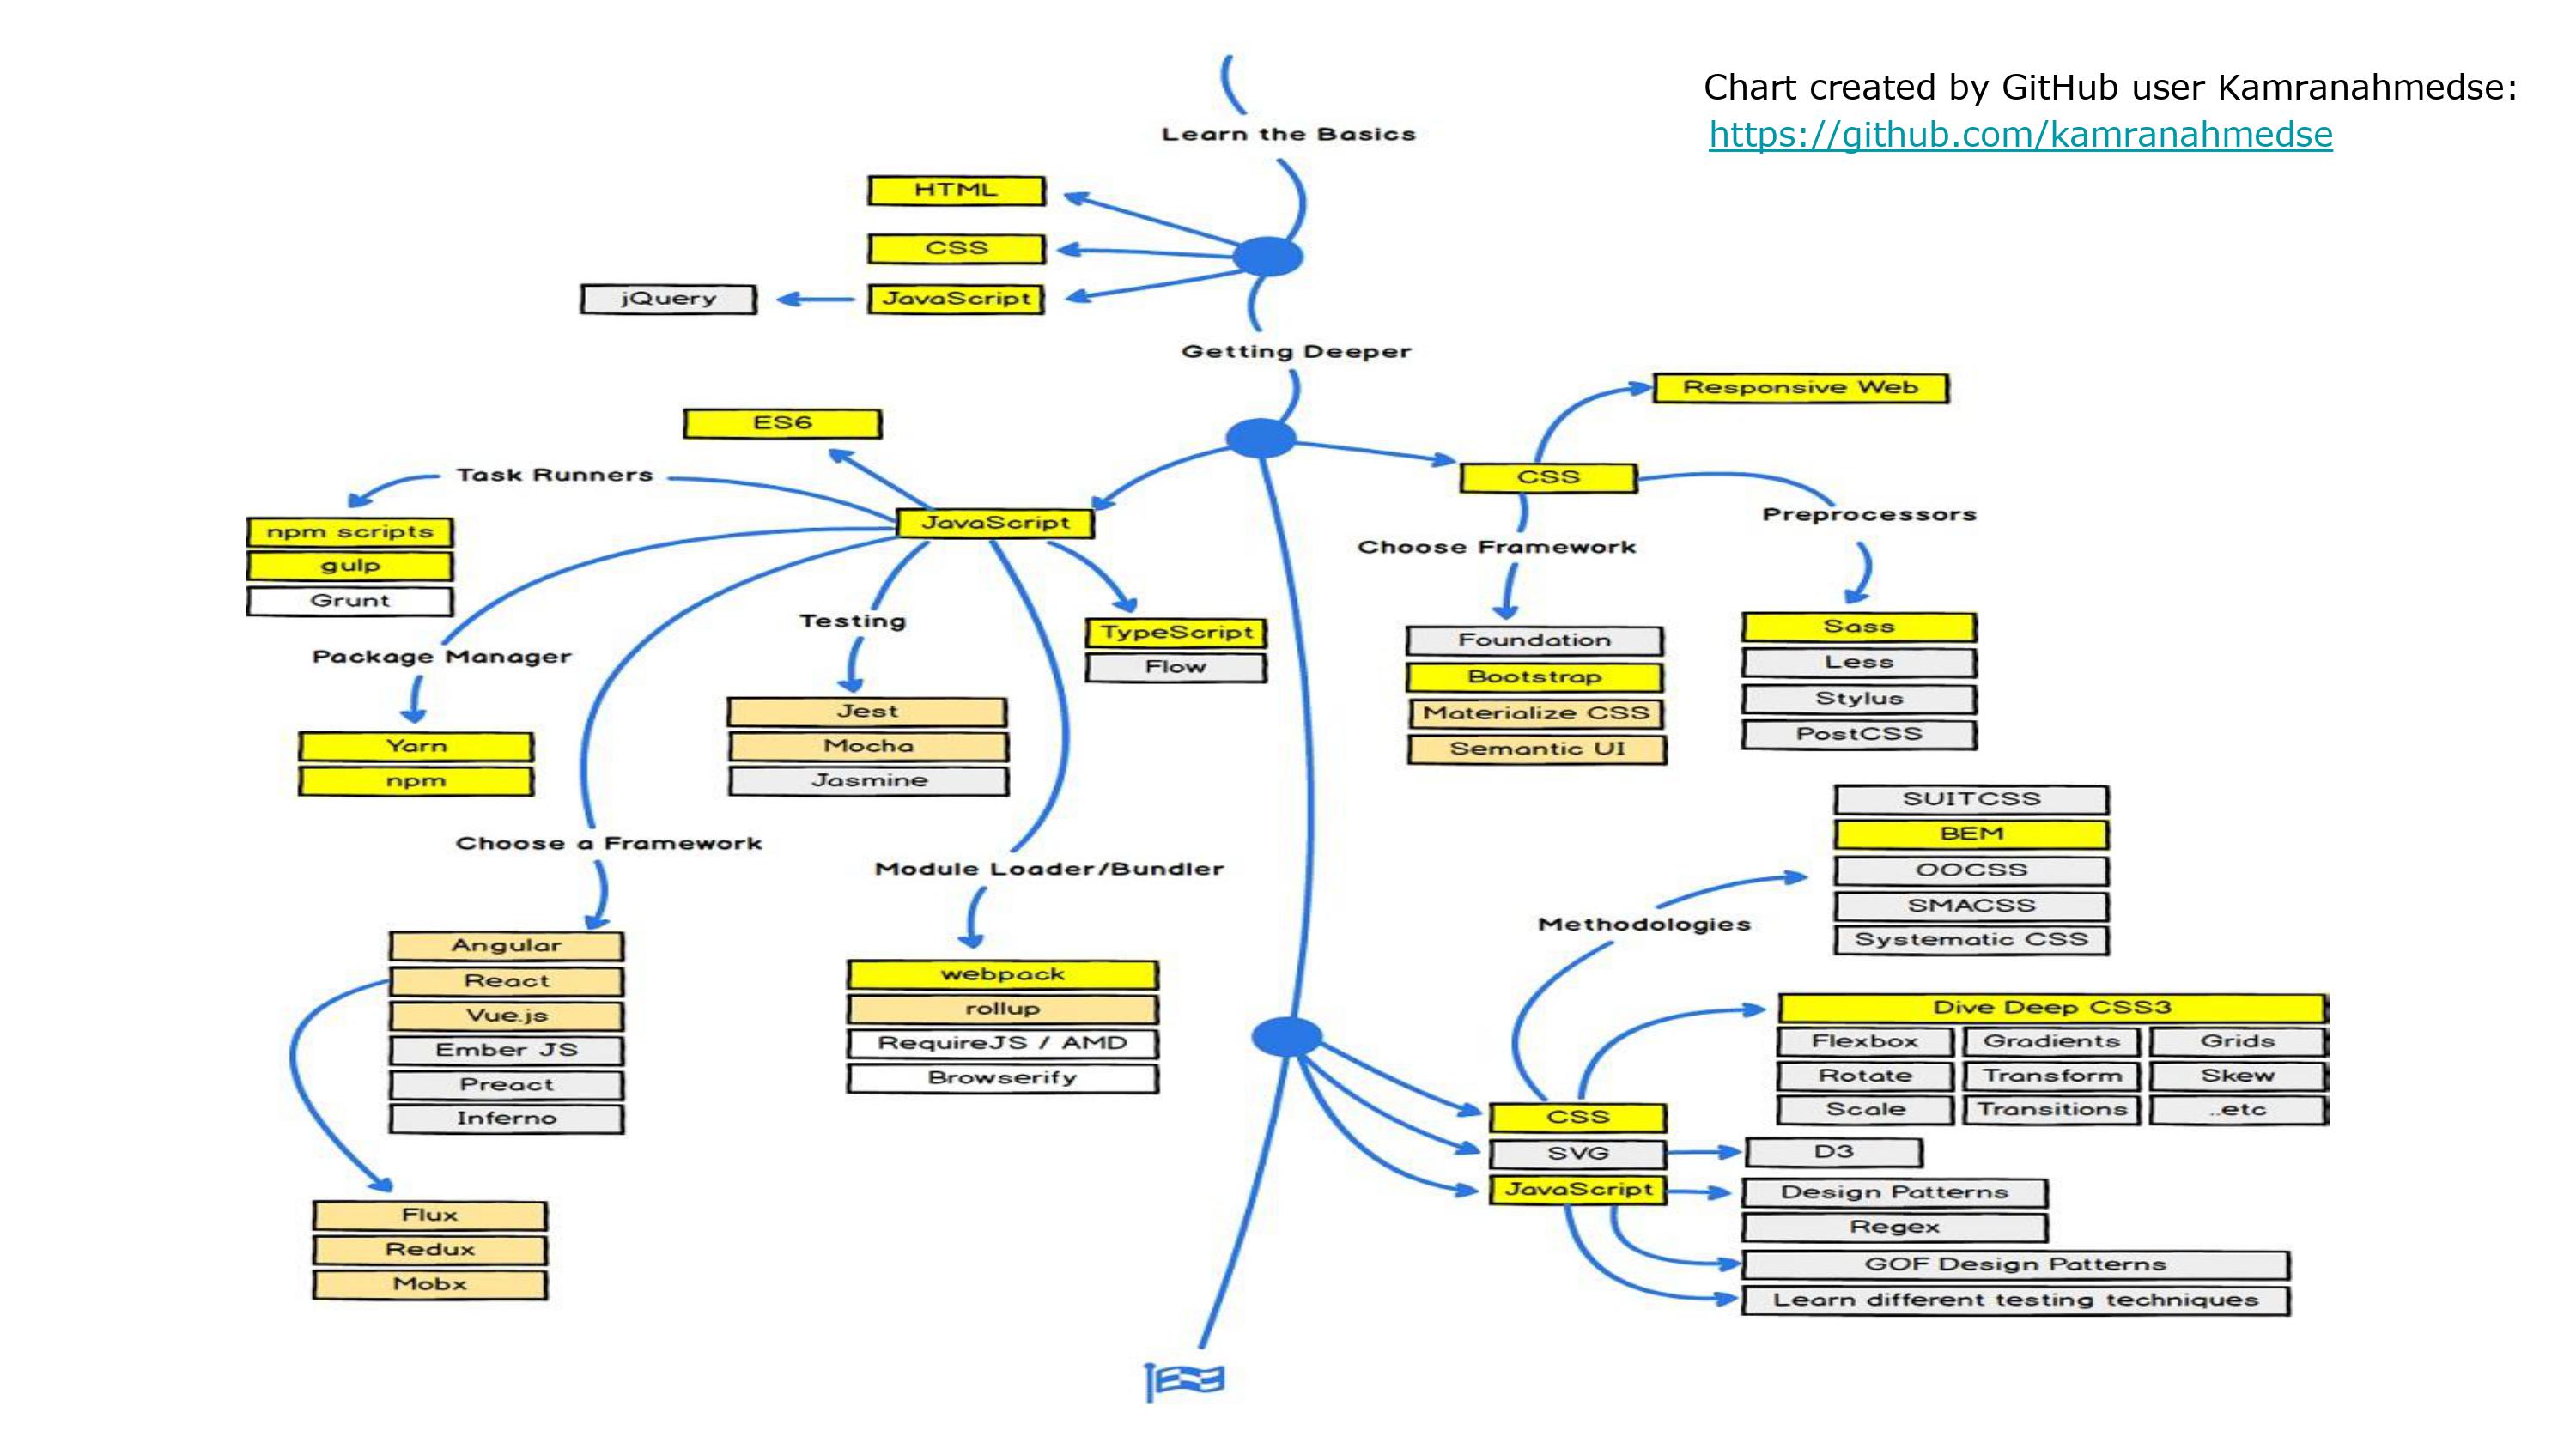 Chart created by GitHub user Kamranahmedse:
https://github.com/kamranahmedse
Learn the Basics
HTML
CSS
jQuery
JavaScript
Getting Deeper
Responsive Web
ES6
Task Runners
CSS
JavaScript
Preprocessors
npm scripts
gulp
Grunt
Choose Framework
Testing
TypeScript
Flow
Package Manager
Foundation
Bootstrap
Materialize CSS
Semantic UI
Sass
Less
Stylus
PostCSS
Yarn
npm
Jest
Mocha
Jasmine
Choose a Framework
Module Loader/Bundler
SUITCSS
BEM
OOCSS
SMACSS
Systematic CSS
Methodologies
Angular
React
Vue.js
Ember JS
Preact
Inferno
webpack
rollup
RequireJS / AMD
Browserify
Dive Deep CSS3
Flexbox Gradients Grids
Rotate Transform Skew
Scale Transitions ..etc
CSS
SVG
D3
JavaScript
Design Patterns
Regex
GOF Design Patterns
Learn different testing techniques
Flux
Redux
Mobx